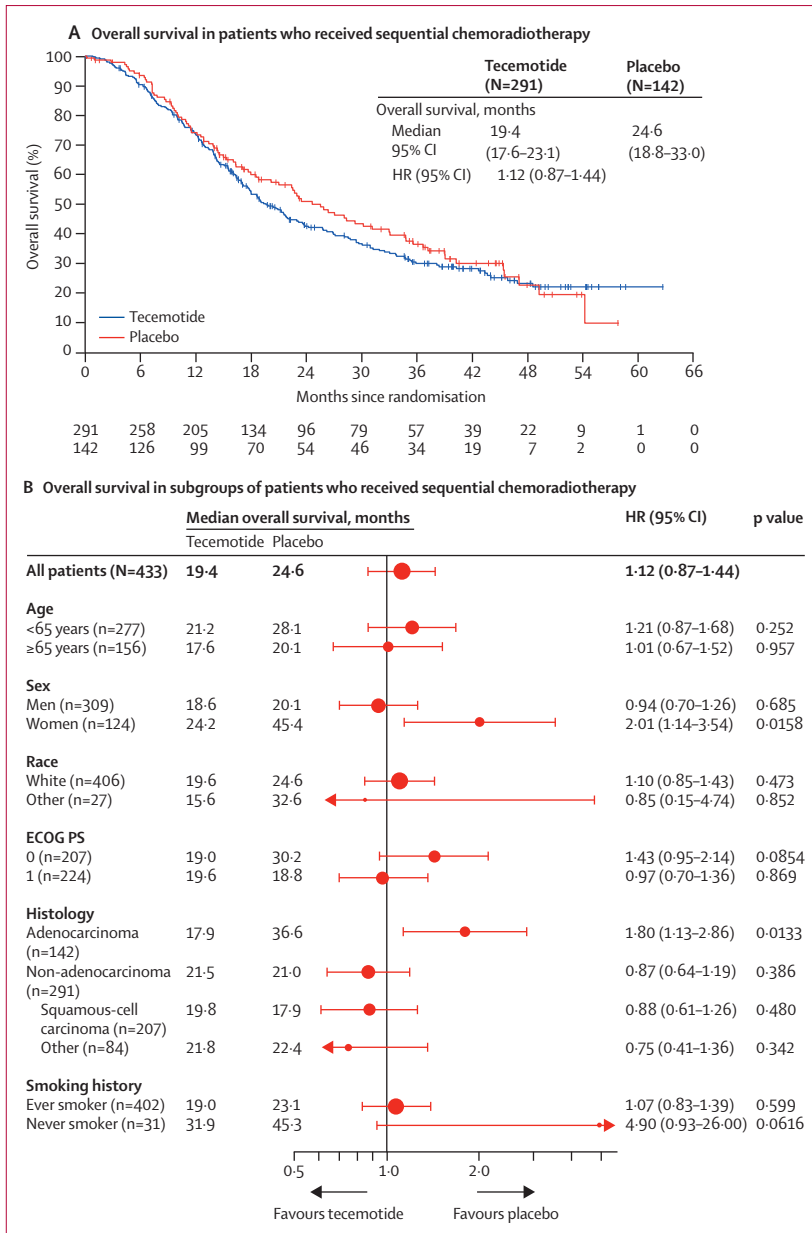 A Overall survival in patients who received sequential chemoradiotherapy
Tecemotide Placebo
(N=291) (N=142)
Overall survival, months
Median 19·4 24·6
95% CI (17·6–23·1) (18·8–33·0)
HR (95% CI) 1·12 (0·87–1·44)
Overall survival (%)
100
90
80
70
60
50
40
30
20
10
0
Tecemotide
Placebo
0 6 12 18 24 30 36 42 48 54 60 66
Months since randomisation
291 258 205 134 96 79 57 39 22 9 1 0
142 126 99 70 54 46 34 19 7 2 0 0
B Overall survival in subgroups of patients who received sequential chemoradiotherapy
Median overall survival, months HR (95% CI) p value
Tecemotide Placebo
All patients (N=433) 19·4 24·6 1·12 (0·87–1·44)
Age
<65 years (n=277) 21·2 28·1 1·21 (0·87–1·68) 0·252
≥65 years (n=156) 17·6 20·1 1·01 (0·67–1·52) 0·957
Sex
Men (n=309) 18·6 20·1 0·94 (0·70–1·26) 0·685
Women (n=124) 24·2 45·4 2·01 (1·14–3·54) 0·0158
Race
White (n=406) 19·6 24·6 1·10 (0·85–1·43) 0·473
Other (n=27) 15·6 32·6 0·85 (0·15–4·74) 0·852
ECOG PS
0 (n=207) 19·0 30·2 1·43 (0·95–2·14) 0·0854
1 (n=224) 19·6 18·8 0·97 (0·70–1·36) 0·869
Histology
Adenocarcinoma 17·9 36·6 1·80 (1·13–2·86) 0·0133
(n=142)
Non-adenocarcinoma 21·5 21·0 0·87 (0·64–1·19) 0·386
(n=291)
Squamous-cell 19·8 17·9 0·88 (0·61–1·26) 0·480
carcinoma (n=207)
Other (n=84) 21·8 22·4 0·75 (0·41–1·36) 0·342
Smoking history
Ever smoker (n=402) 19·0 23·1 1·07 (0·83–1·39) 0·599
Never smoker (n=31) 31·9 45·3 4·90 (0·93–26·00) 0·0616
0·5 1·0 2·0
Favours tecemotide Favours placebo